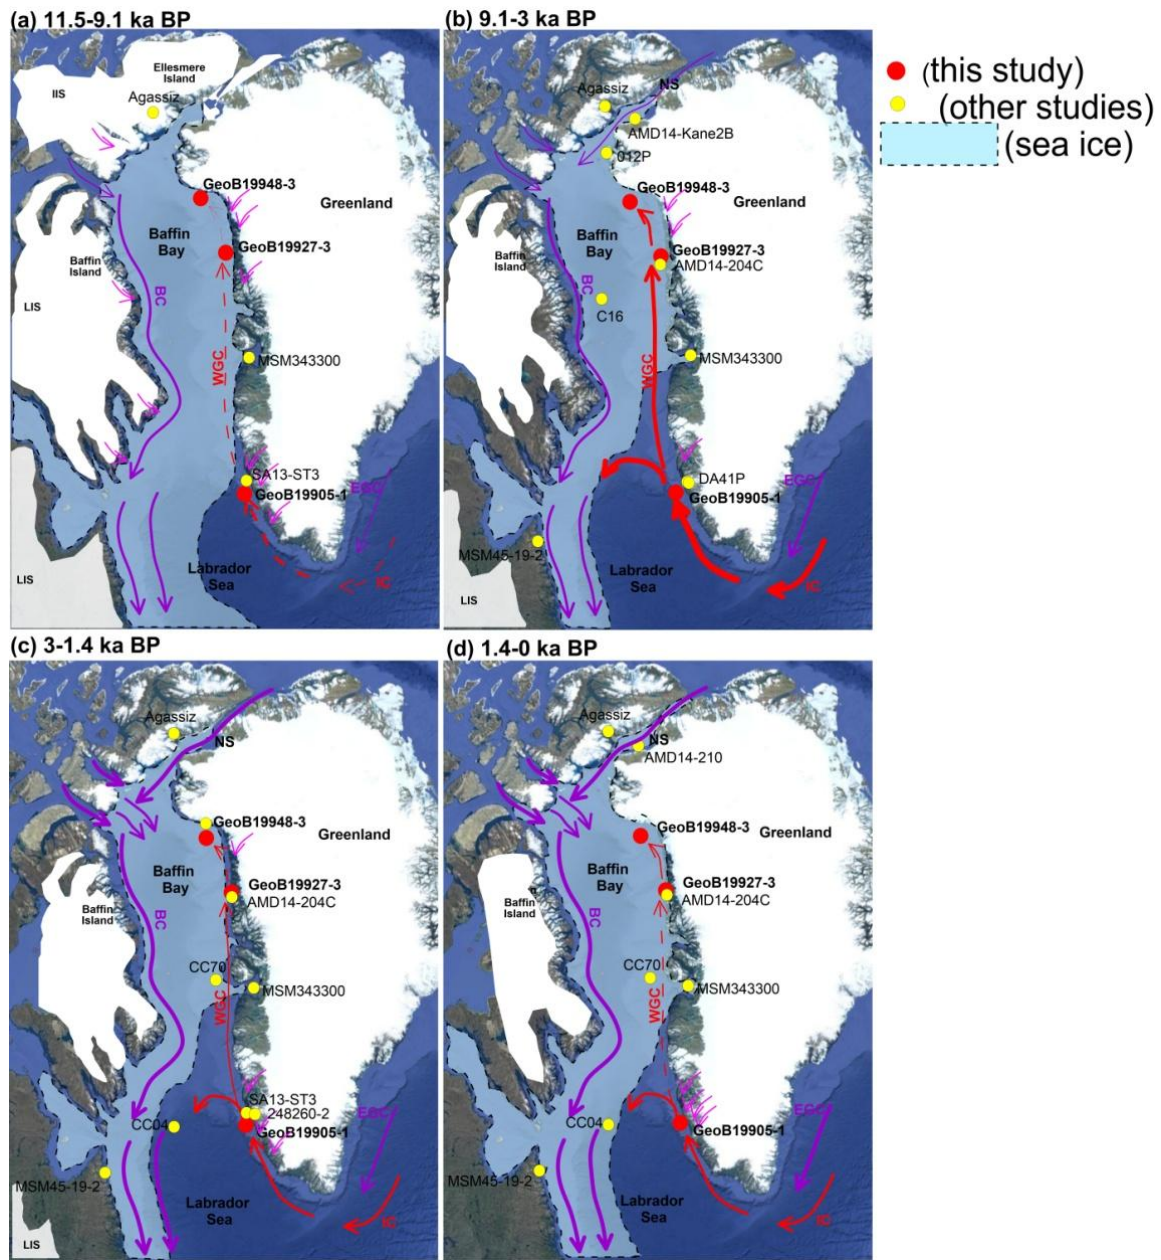 (a) 11.5-9.1 ka BP
Ellesmere
Island
IIS
Agassiz
GeoB19948-3
Greenland
Baffin
Bay
GeoB19927-3
Baffin
Island
BC
LIS
WGC
MSM343300
SA13-ST3
GeoB19905-1
EGC
Labrador
Sea
LIS
IC
(b) 9.1-3 ka BP
Agassiz
NS
AMD14-Kane2B
012P
GeoB19948-3
Greenland
Baffin
Bay
GeoB19927-3
AMD14-204C
Baffin
Island
BC
C16
LIS
WGC
MSM343300
DA41P
EGC
GeoB19905-1
MSM45-19-2
Labrador
Sea
LIS
IC
(this study)
(other studies)
(sea ice)
(c) 3-1.4 ka BP
Agassiz
NS
GeoB19948-3
Greenland
Baffin
Bay
GeoB19927-3
AMD14-204C
Baffin
Island
BC
CC70
MSM343300
WGC
SA13-ST3
248260-2
EGC
CC04
GeoB19905-1
MSM45-19-2
Labrador
Sea
IC
LIS
(d) 1.4-0 ka BP
Agassiz
NS
AMD14-210
GeoB19948-3
Greenland
Baffin
Bay
GeoB19927-3
AMD14-204C
Baffin
Island
BC
CC70
MSM343300
WGC
EGC
CC04
GeoB19905-1
MSM45-19-2
Labrador
Sea
IC